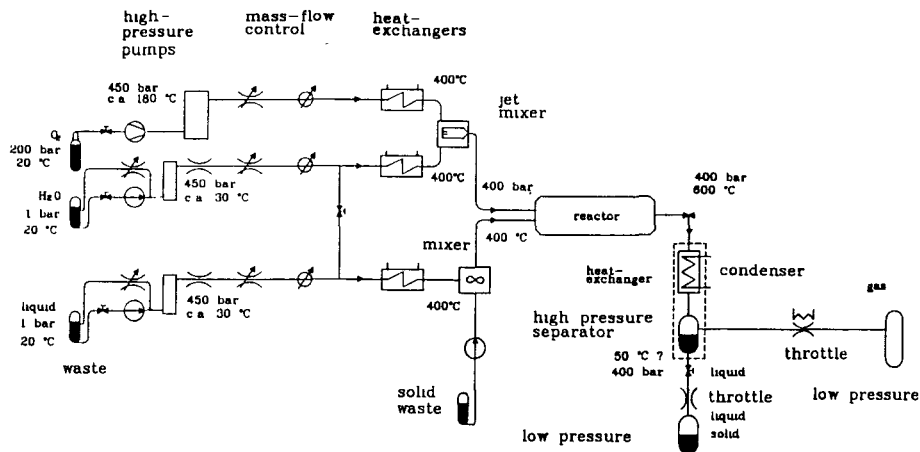 high-
pressure
pumps
mass-flow
control
heat-
exchangers
450 bar
c a 180 °C
400°C
jet
mixer
O₂
200 bar
20 °C
H₂O
1 bar
20 °C
450 bar
c a 30 °C
400°C
400 bar
400 °C
reactor
400 bar
600 °C
mixer
heat-
exchanger
condenser
gas
liquid
1 bar
20 °C
waste
450 bar
c a 30 °C
400°C
high pressure
separator
50 °C ?
400 bar
liquid
throttle
throttle
low pressure
solid
waste
liquid
solid
low pressure